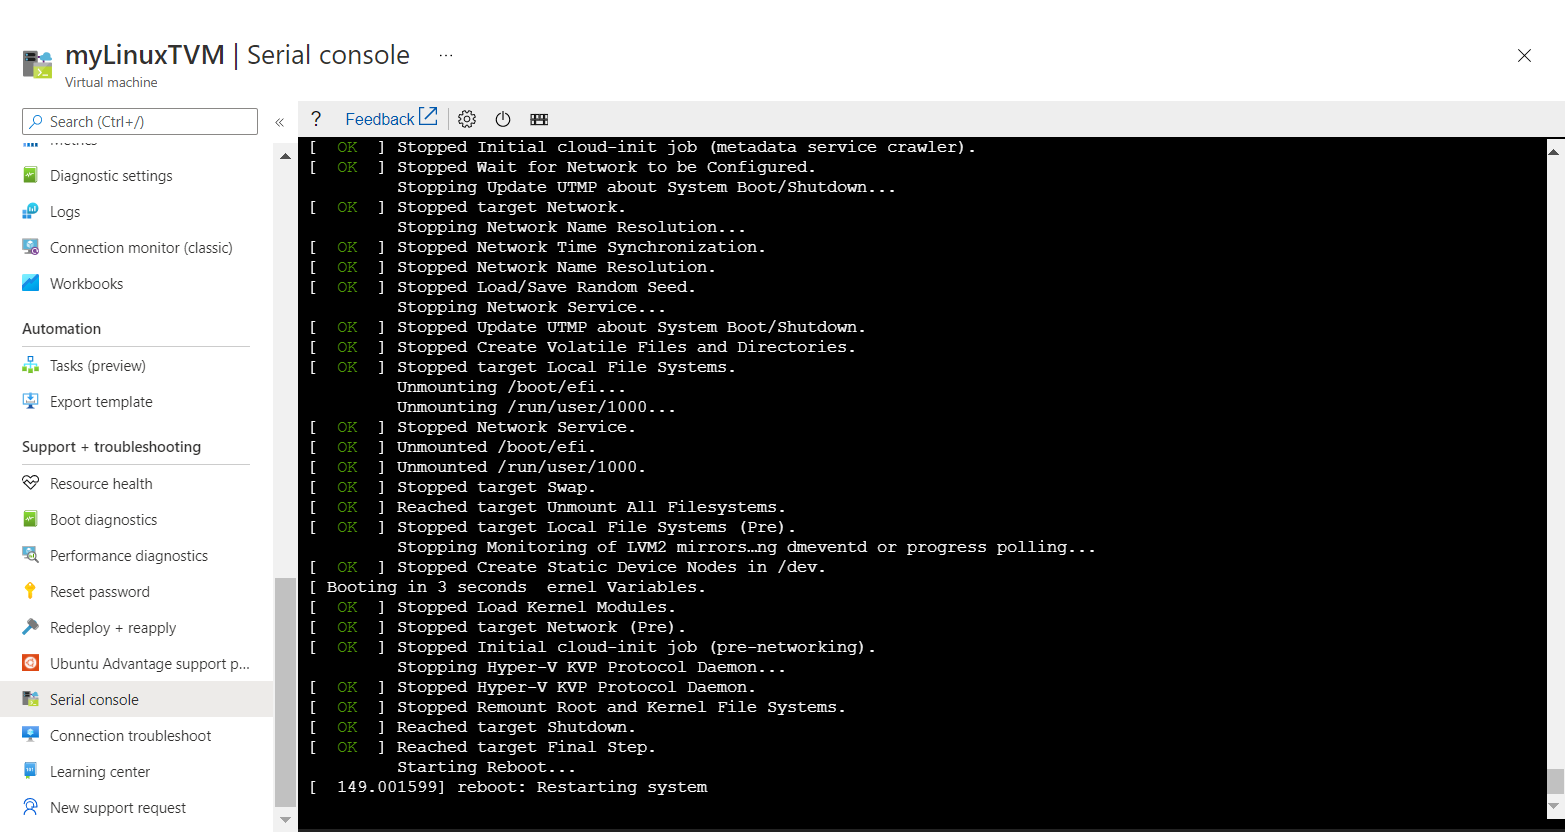 myLinuxTVM | Serial console ...
Virtual machine
Search (Ctrl+/)
«
Metrics
Diagnostic settings
Logs
Connection monitor (classic)
Workbooks
Automation
Tasks (preview)
Export template
Support + troubleshooting
Resource health
Boot diagnostics
Performance diagnostics
Reset password
Redeploy + reapply
Ubuntu Advantage support p...
Serial console
Connection troubleshoot
Learning center
New support request
? Feedback
[  OK  ] Stopped Initial cloud-init job (metadata service crawler).
[  OK  ] Stopped Wait for Network to be Configured.
Stopping Update UTMP about System Boot/Shutdown...
[  OK  ] Stopped target Network.
Stopping Network Name Resolution...
[  OK  ] Stopped Network Time Synchronization.
[  OK  ] Stopped Network Name Resolution.
[  OK  ] Stopped Load/Save Random Seed.
Stopping Network Service...
[  OK  ] Stopped Update UTMP about System Boot/Shutdown.
[  OK  ] Stopped Create Volatile Files and Directories.
[  OK  ] Stopped target Local File Systems.
Unmounting /boot/efi...
Unmounting /run/user/1000...
[  OK  ] Stopped Network Service.
[  OK  ] Unmounted /boot/efi.
[  OK  ] Unmounted /run/user/1000.
[  OK  ] Stopped target Swap.
[  OK  ] Reached target Unmount All Filesystems.
[  OK  ] Stopped target Local File Systems (Pre).
Stopping Monitoring of LVM2 mirrors…ng dmeventd or progress polling...
[  OK  ] Stopped Create Static Device Nodes in /dev.
[ Booting in 3 seconds  ernel Variables.
[  OK  ] Stopped Load Kernel Modules.
[  OK  ] Stopped target Network (Pre).
[  OK  ] Stopped Initial cloud-init job (pre-networking).
Stopping Hyper-V KVP Protocol Daemon...
[  OK  ] Stopped Hyper-V KVP Protocol Daemon.
[  OK  ] Stopped Remount Root and Kernel File Systems.
[  OK  ] Reached target Shutdown.
[  OK  ] Reached target Final Step.
Starting Reboot...
[  149.001599] reboot: Restarting system